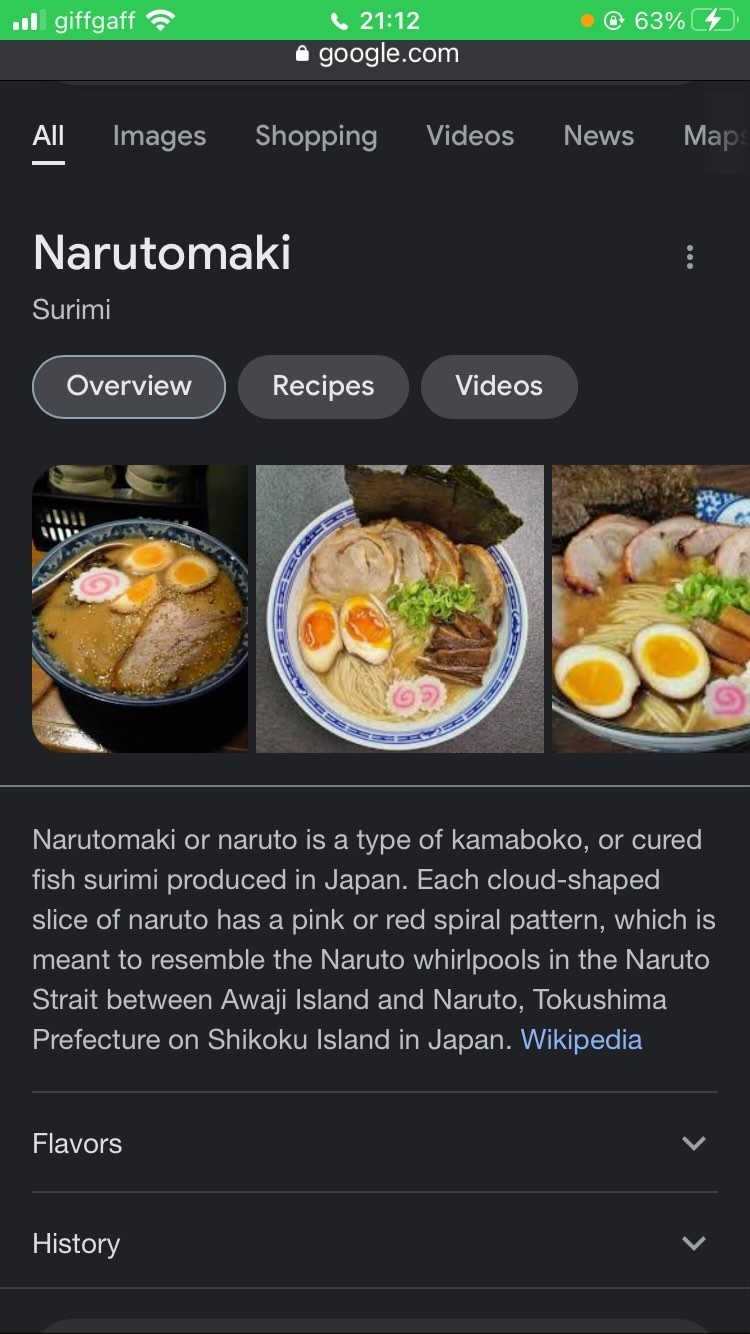 giffgaff 21:12 63%
google.com
All Images Shopping Videos News Maps
Narutomaki
Surimi
Overview Recipes Videos
Narutomaki or naruto is a type of kamaboko, or cured
fish surimi produced in Japan. Each cloud-shaped
slice of naruto has a pink or red spiral pattern, which is
meant to resemble the Naruto whirlpools in the Naruto
Strait between Awaji Island and Naruto, Tokushima
Prefecture on Shikoku Island in Japan. Wikipedia
Flavors
History